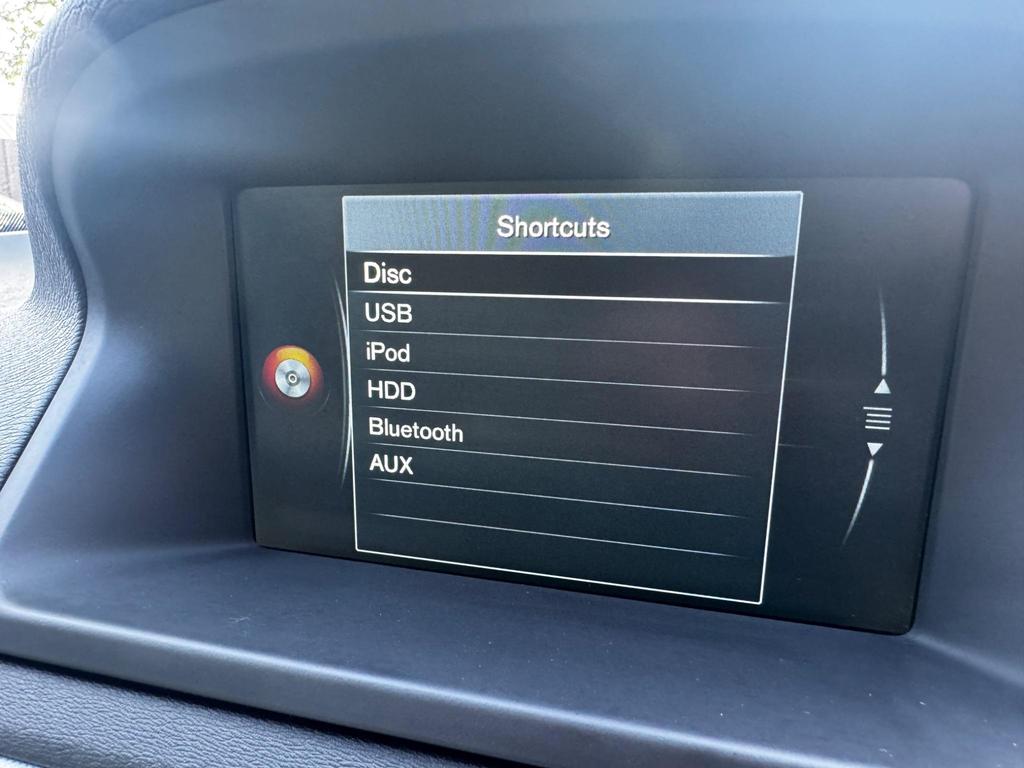 Shortcuts
Disc
USB
iPod
HDD
Bluetooth
AUX